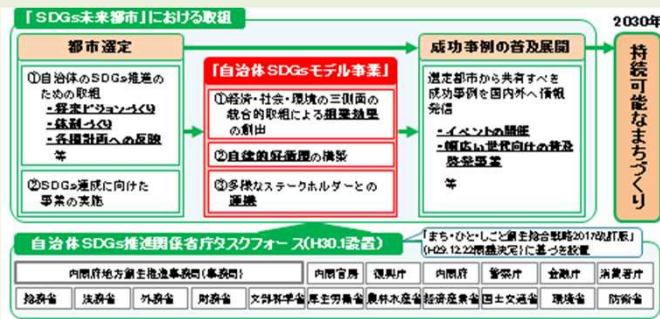 「SDGs未来都市」における取組
2030年
都市選定
①自治体のSDGs推進の
ための取組
・将来ビジョンづくり
・体制づくり
・各種計画への反映
等
②SDGs達成に向けた
事業の実施
「自治体SDGsモデル事業」
①経済・社会・環境の三側面の
統合的取組による相乗効果
の創出
②自律的好循環の構築
③多様なステークホルダーとの
連携
成功事例の普及展開
選定都市から共有すべき
成功事例を国内外へ情報
発信
・イベントの開催
・幅広い世代向けの普及
啓発事業
等
持続可能なまちづくり
自治体SDGs推進関係省庁タスクフォース(H30.1設置)
「まち・ひと・しごと創生総合戦略2017改訂版」
(H29.12.22閣議決定)に基づき設置
内閣府地方創生推進事務局(事務局) 内閣官房 復興庁 内閣府 警察庁 金融庁 消費者庁
総務省 法務省 外務省 財務省 文部科学省 厚生労働省 農林水産省 経済産業省 国土交通省 環境省 防衛省